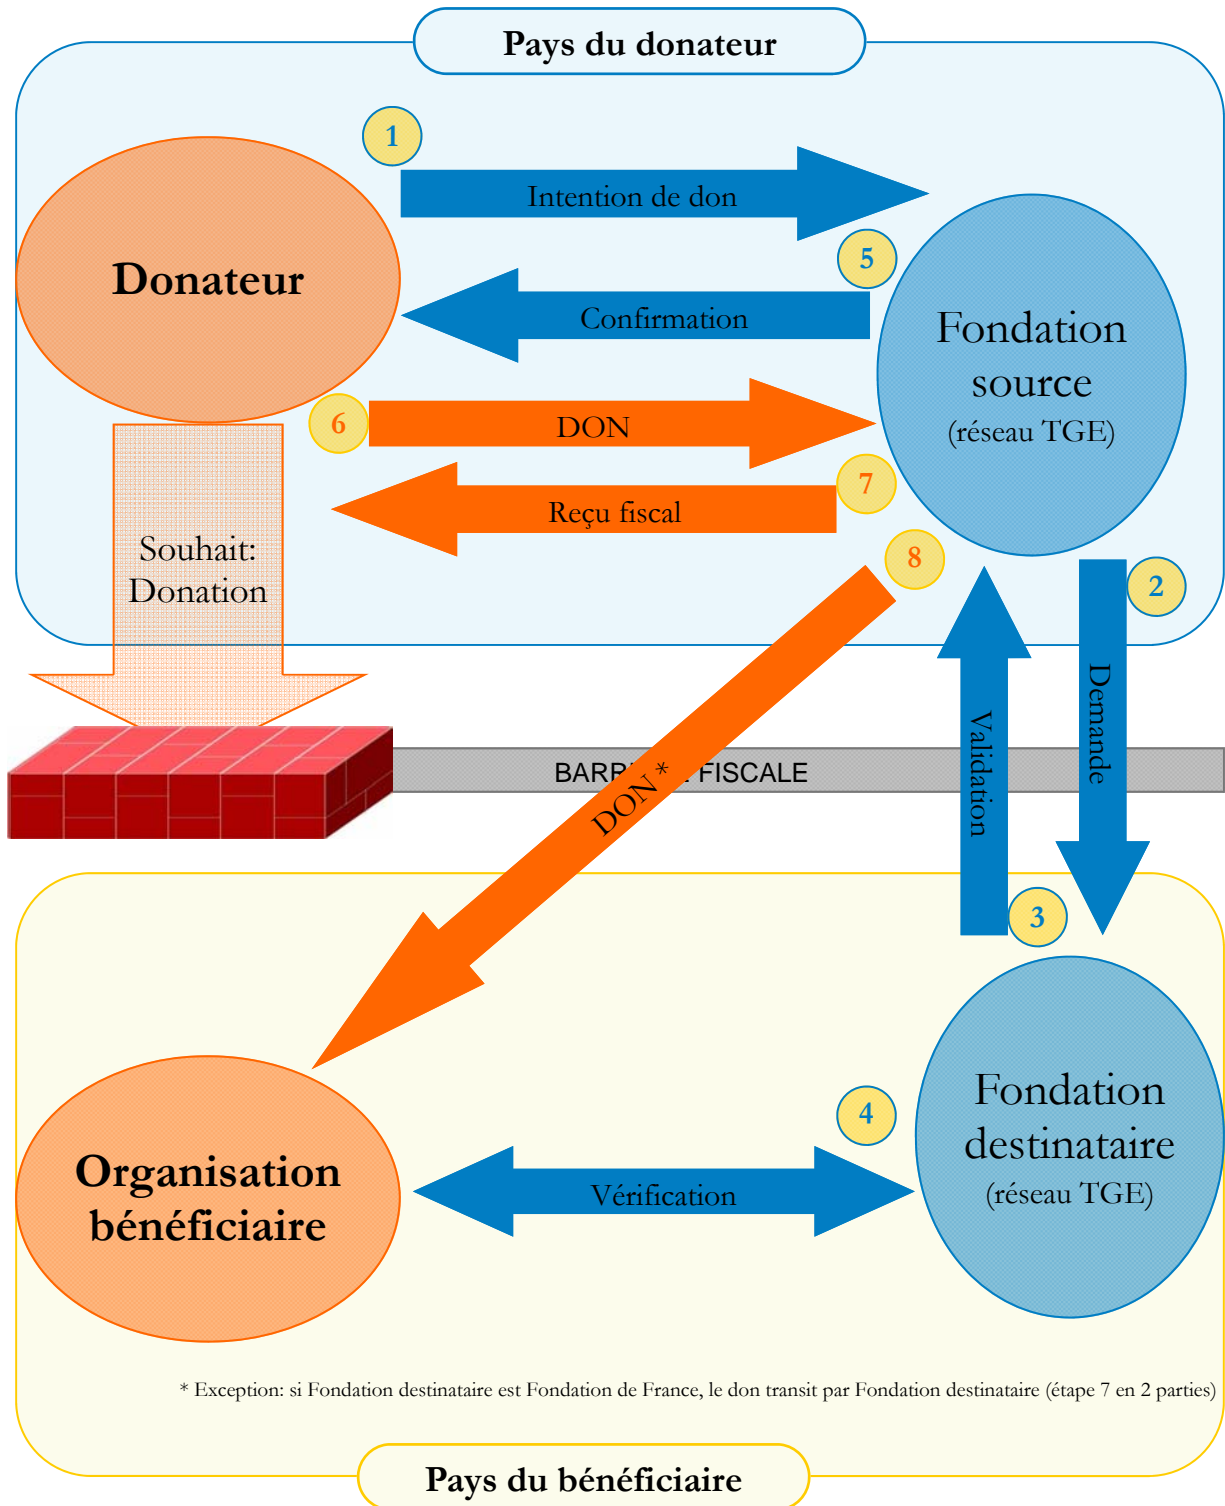 Pays du donateur
1
Intention de don
5
Donateur
Confirmation
Fondation
source
(réseau TGE)
6
DON
7
Reçu fiscal
8
Souhait:
Donation
2
Demande
Validation
BARR E FISCALE
DON *
3
Fondation
destinataire
(réseau TGE)
4
Organisation
bénéficiaire
Vérification
* Exception: si Fondation destinataire est Fondation de France, le don transit par Fondation destinataire (étape 7 en 2 parties)
Pays du bénéficiaire